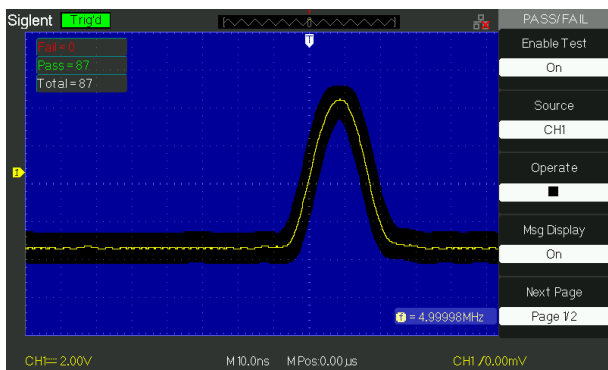 Siglent Trig'd
PASS/FAIL
Fail=0
Pass=87
Total=87
Enable Test
On
Source
CH1
Operate
■
Msg Display
On
Next Page
Page 1/2
f = 4.99998MHz
CH1 2.00V M 10.0ns M Pos:0.00µs CH1 /0.00mV